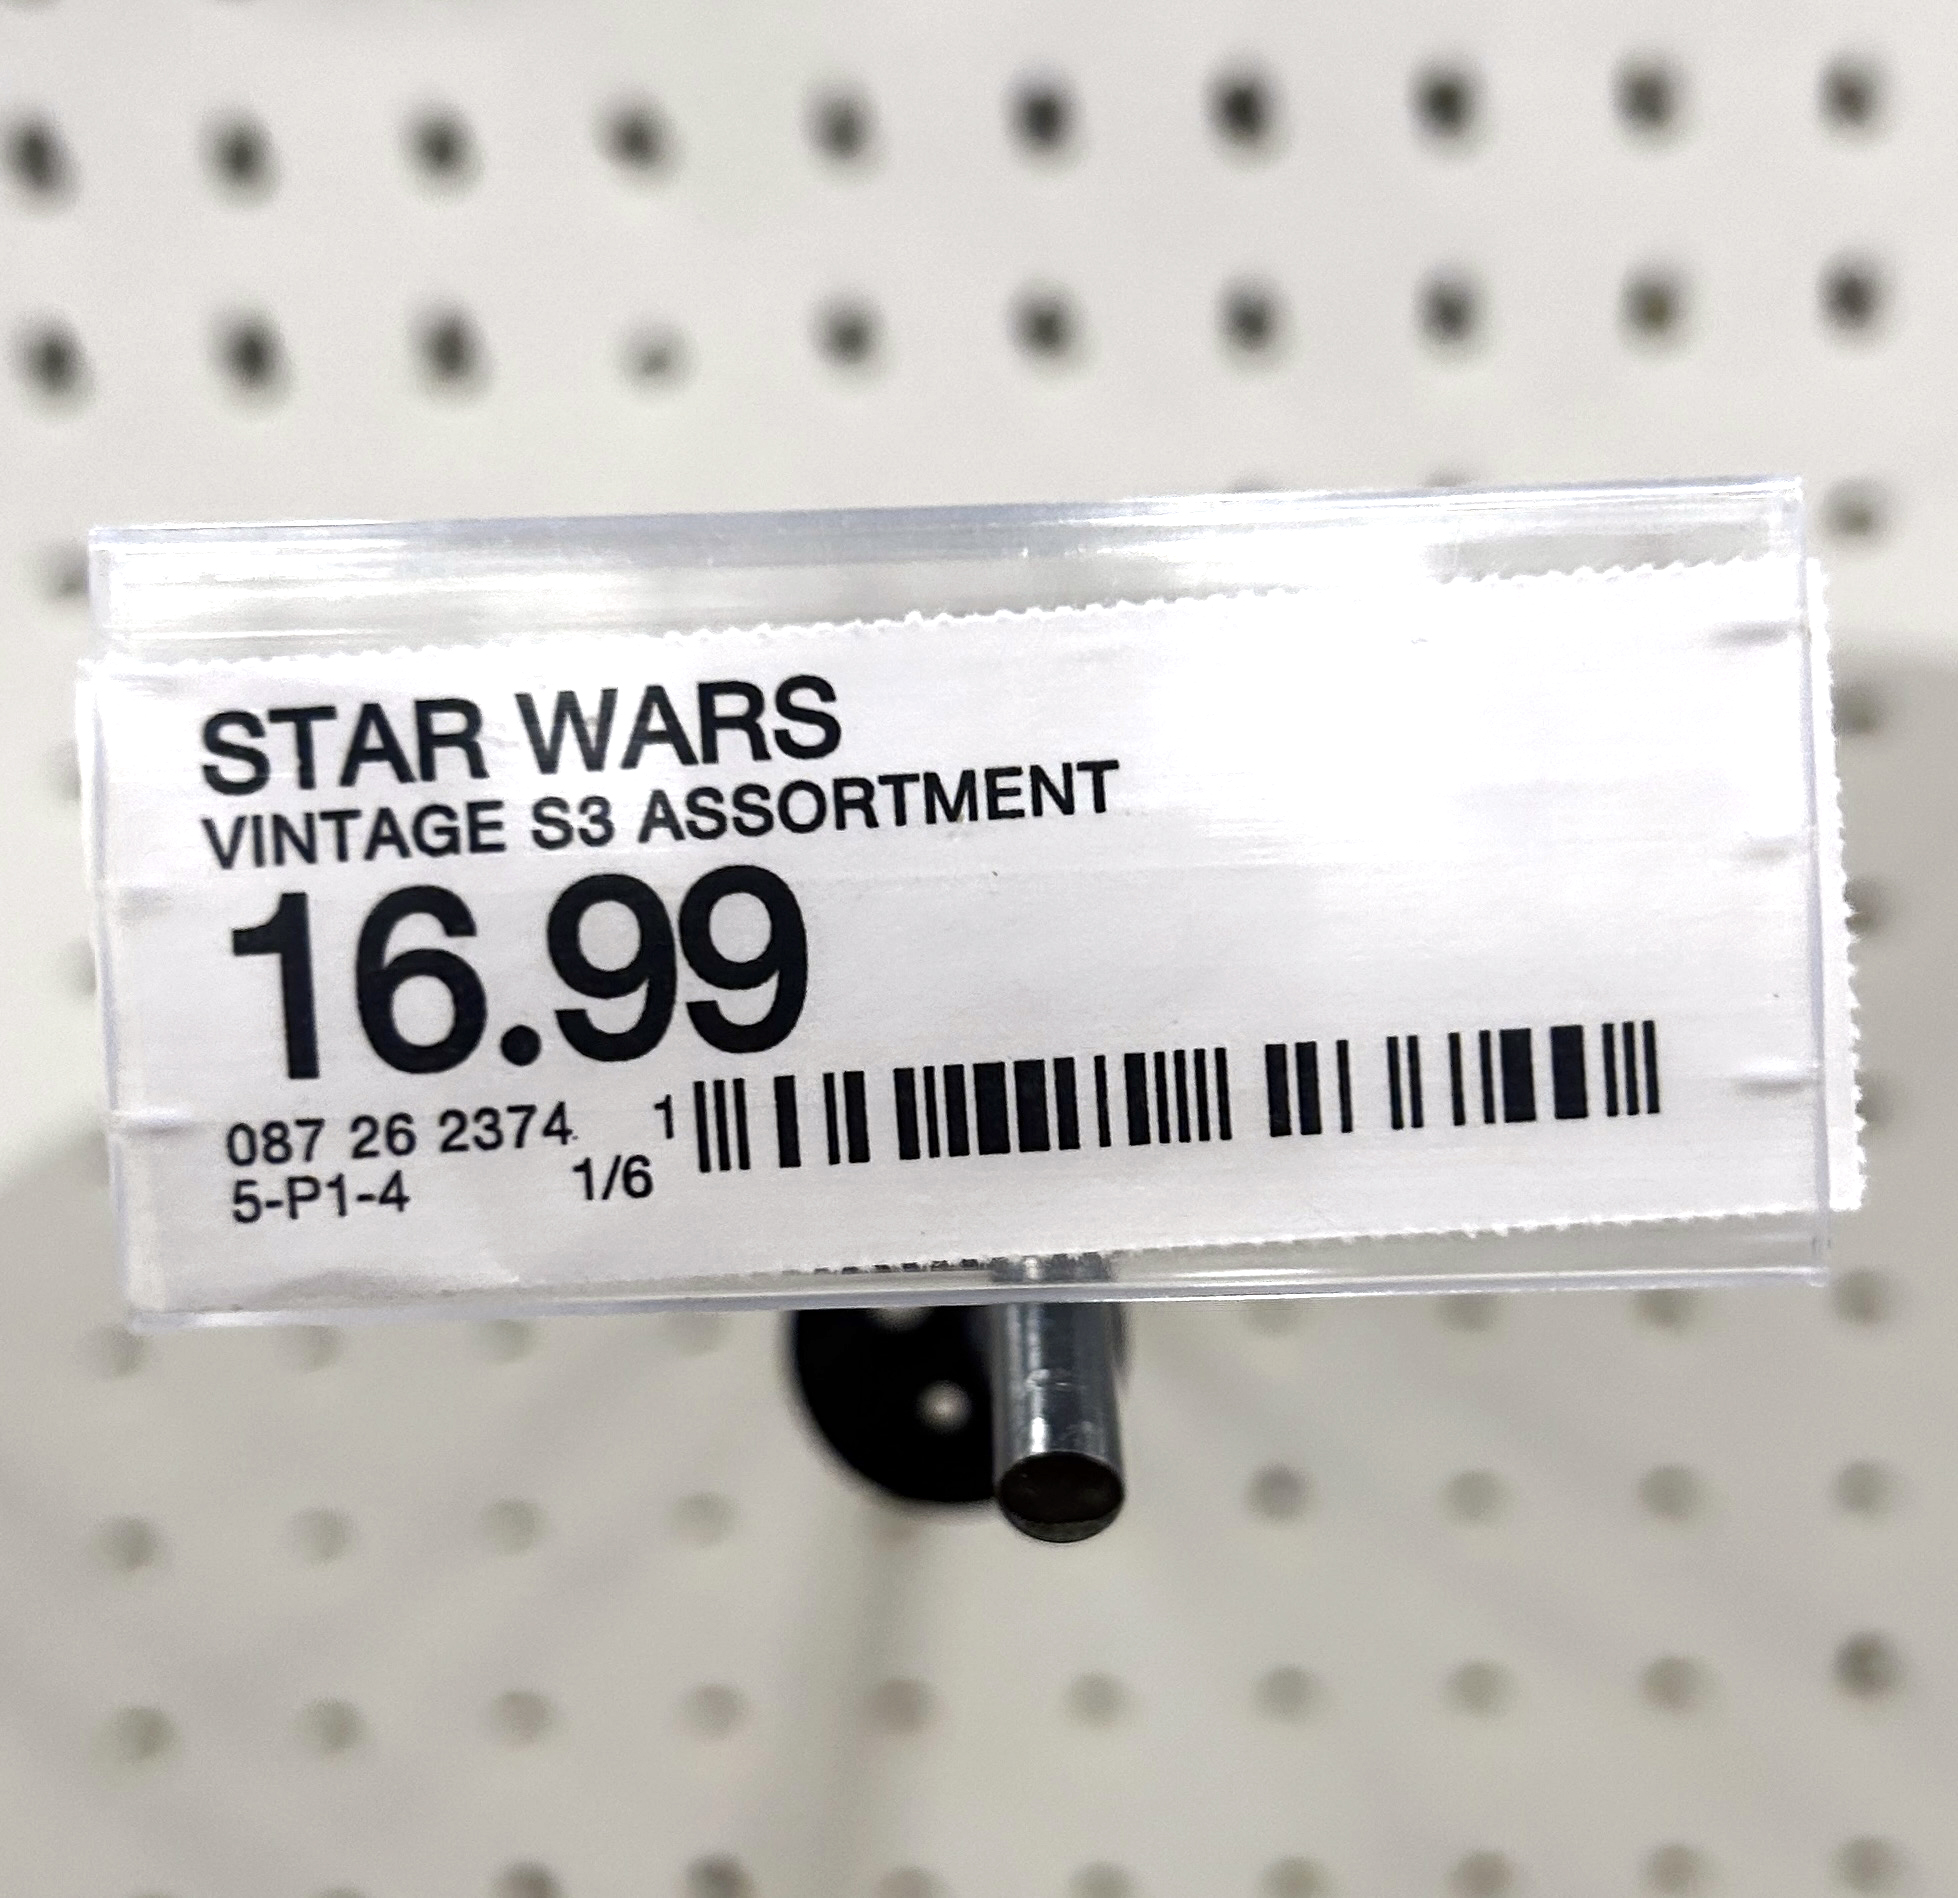 STAR WARS
VINTAGE S3 ASSORTMENT
16.99
087 26 2374 1
5-P1-4 1/6